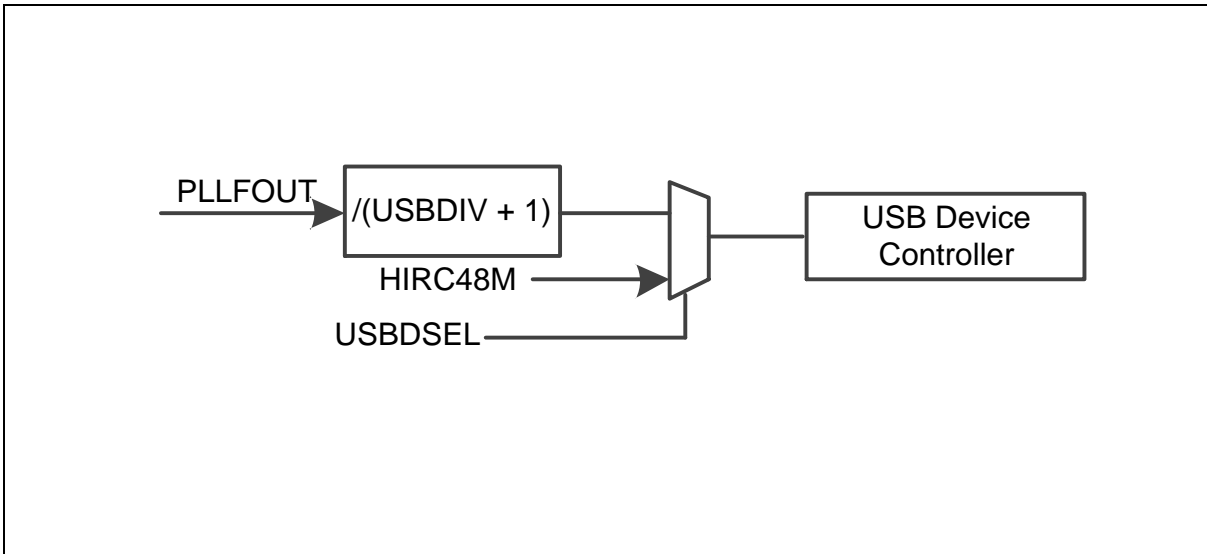 PLLFOUT
/(USBDIV + 1)
USB Device
Controller
HIRC48M
USBDSEL